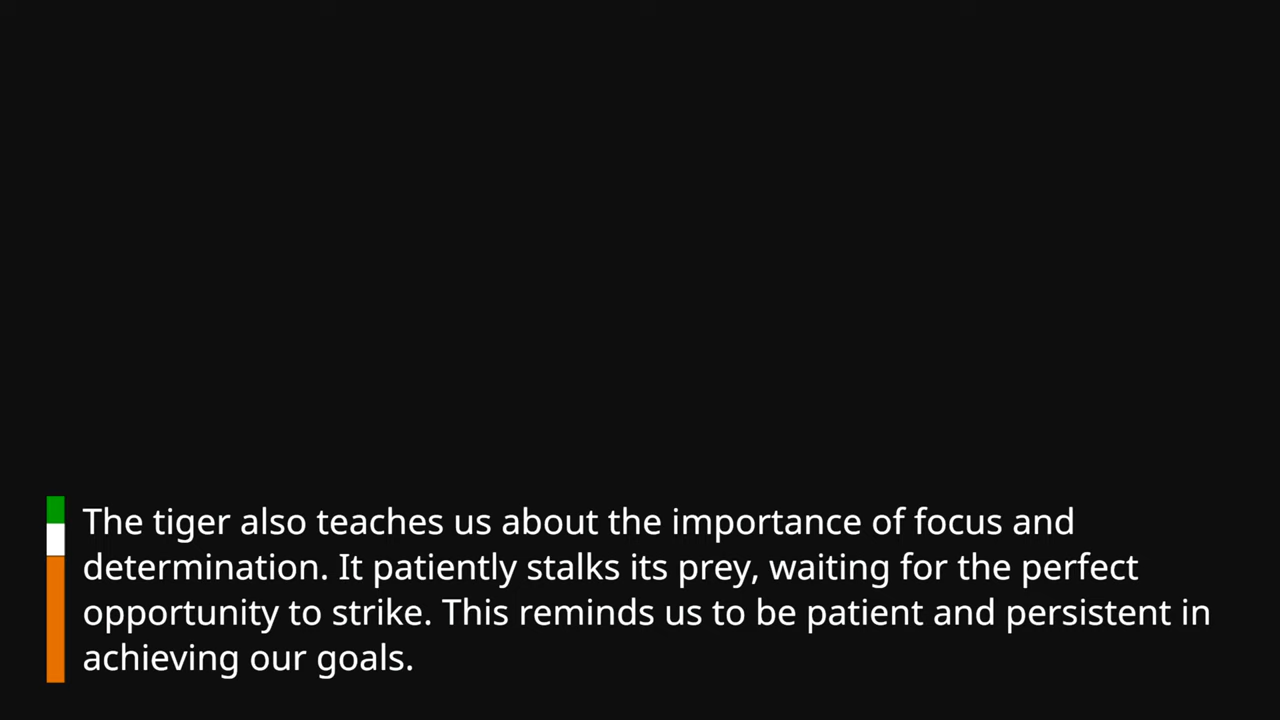 The tiger also teaches us about the importance of focus and
determination. It patiently stalks its prey, waiting for the perfect
opportunity to strike. This reminds us to be patient and persistent in
achieving our goals.